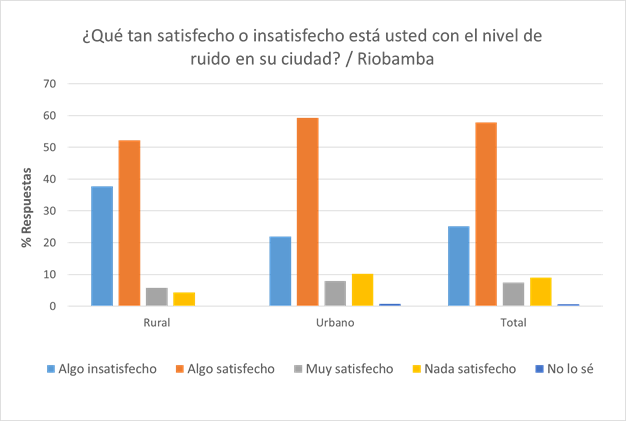 ¿Qué tan satisfecho o insatisfecho está usted con el nivel de
ruido en su ciudad? / Riobamba
70
60
50
40
30
20
10
0
% Respuestas
Rural Urbano Total
Algo insatisfecho Algo satisfecho Muy satisfecho Nada satisfecho No lo sé